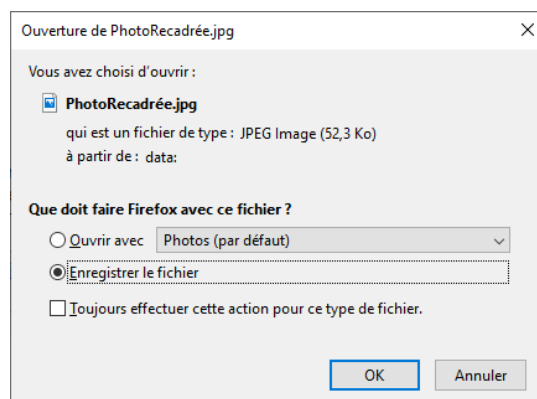 Ouverture de PhotoRecadrée.jpg
Vous avez choisi d'ouvrir :
PhotoRecadrée.jpg
qui est un fichier de type : JPEG Image (52,3 Ko)
à partir de : data:
Que doit faire Firefox avec ce fichier ?
Ouvrir avec Photos (par défaut)
Enregistrer le fichier
Toujours effectuer cette action pour ce type de fichier.
OK Annuler